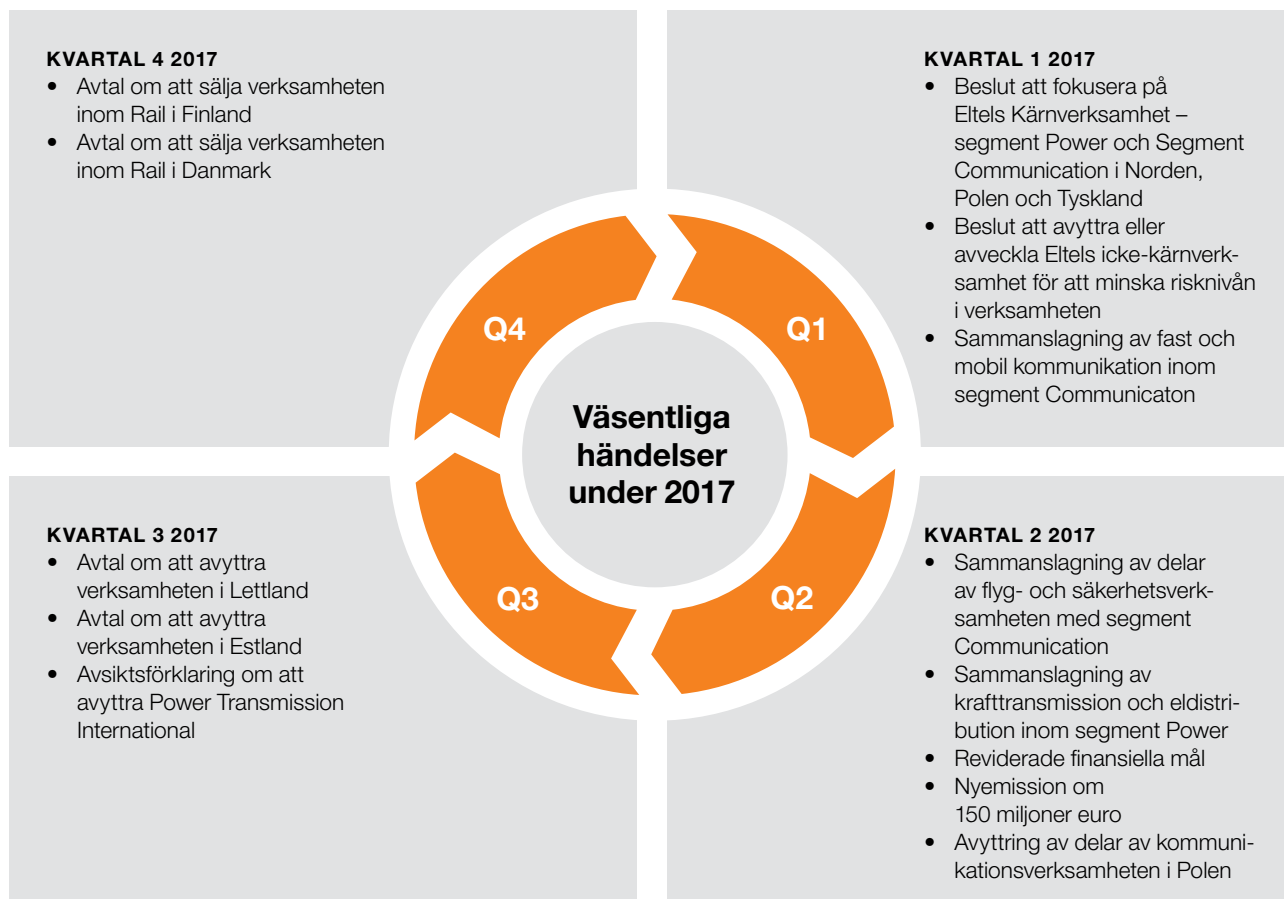 KVARTAL 4 2017
• Avtal om att sälja verksamheten
inom Rail i Finland
• Avtal om att sälja verksamheten
inom Rail i Danmark
KVARTAL 1 2017
• Beslut att fokusera på
Eltels Kärnverksamhet –
segment Power och Segment
Communication i Norden,
Polen och Tyskland
• Beslut att avyttra eller
avveckla Eltels icke-kärnverk-
samhet för att minska risknivån
i verksamheten
• Sammanslagning av fast och
mobil kommunikation inom
segment Communicaton
Q4
Q1
Väsentliga
händelser
under 2017
Q3
Q2
KVARTAL 3 2017
• Avtal om att avyttra
verksamheten i Lettland
• Avtal om att avyttra
verksamheten i Estland
• Avsiktsförklaring om att
avyttra Power Transmission
International
KVARTAL 2 2017
• Sammanslagning av delar
av flyg- och säkerhetsverk-
samheten med segment
Communication
• Sammanslagning av
krafttransmission och eldistri-
bution inom segment Power
• Reviderade finansiella mål
• Nyemission om
150 miljoner euro
• Avyttring av delar av kommuni-
kationsverksamheten i Polen